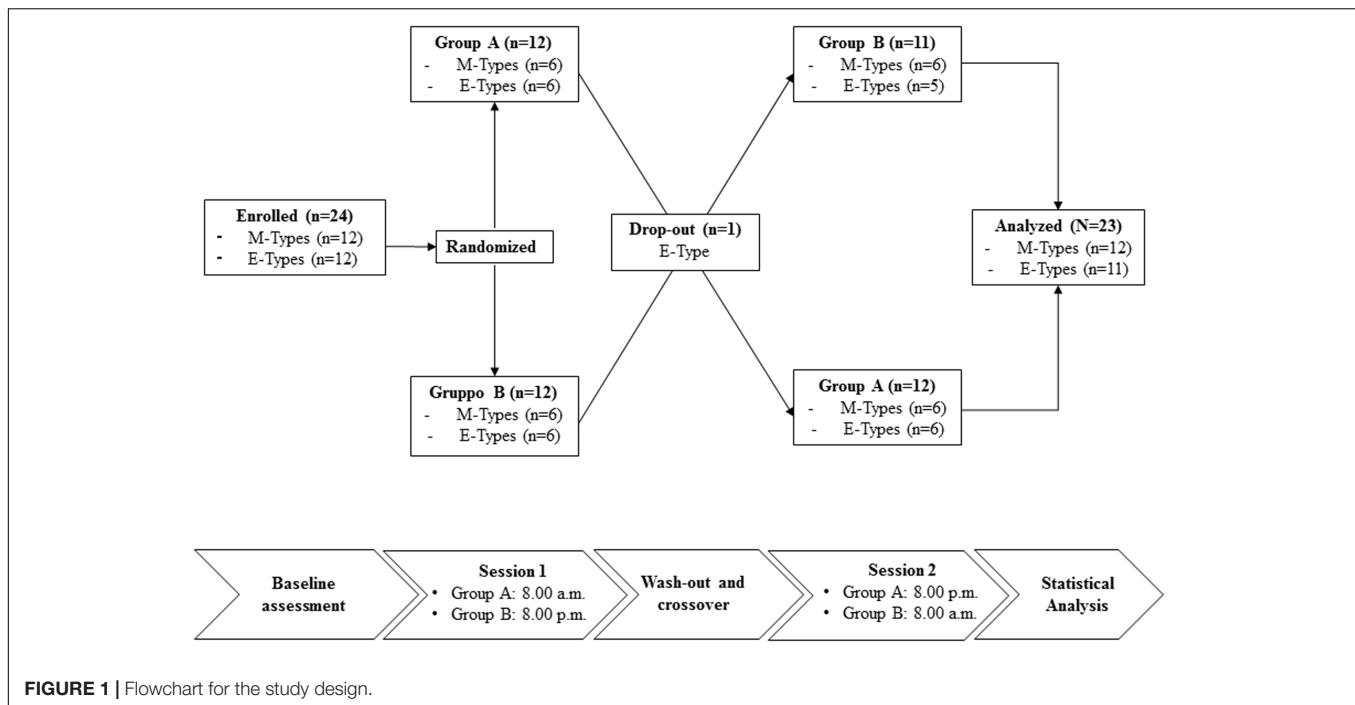 Group A (n=12)
- M-Types (n=6)
- E-Types (n=6)
Group B (n=11)
- M-Types (n=6)
- E-Types (n=5)
Enrolled (n=24)
- M-Types (n=12)
- E-Types (n=12)
Randomized
Drop-out (n=1)
E-Type
Analyzed (N=23)
- M-Types (n=12)
- E-Types (n=11)
Gruppo B (n=12)
- M-Types (n=6)
- E-Types (n=6)
Group A (n=12)
- M-Types (n=6)
- E-Types (n=6)
Baseline
assessment
Session 1
• Group A: 8.00 a.m.
• Group B: 8.00 p.m.
Wash-out and
crossover
Session 2
• Group A: 8.00 p.m.
• Group B: 8.00 a.m.
Statistical
Analysis
FIGURE 1 | Flowchart for the study design.